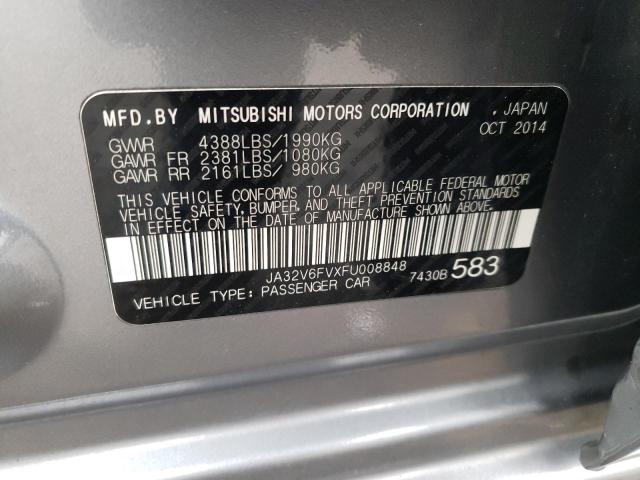 MFD.BY MITSUBISHI MOTORS CORPORATION, JAPAN
OCT 2014
GWWR 4388LBS/1990KG
GAWR FR 2381LBS/1080KG
GAWR RR 2161LBS/ 980KG
THIS VEHICLE CONFORMS TO ALL APPLICABLE FEDERAL MOTOR
VEHICLE SAFETY, BUMPER, AND THEFT PREVENTION STANDARDS
IN EFFECT ON THE DATE OF MANUFACTURE SHOWN ABOVE.
JA32V6FVXFU008848
VEHICLE TYPE: PASSENGER CAR 7430B 583